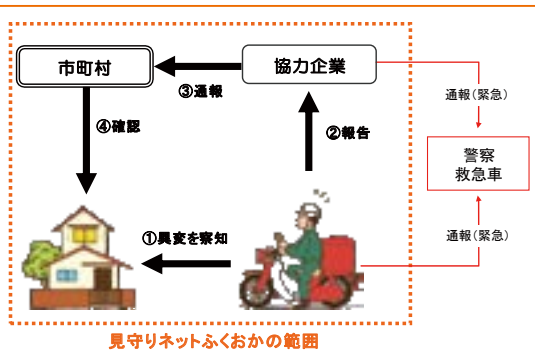 市町村
協力企業
③通報
通報（緊急）
④確認
②報告
警察
救急車
①異変を察知
通報（緊急）
見守りネットふくおかの範囲